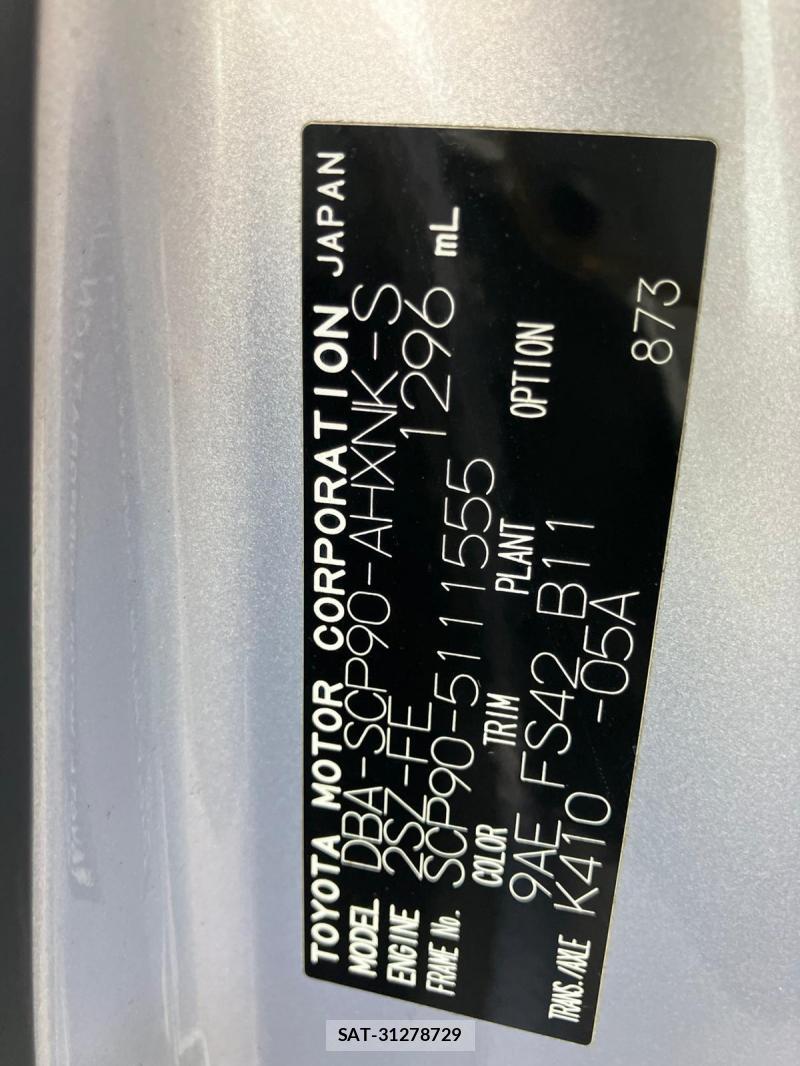 TOYOTA MOTOR CORPORATION JAPAN
MODEL DBA-SCP90-AHXNK-S
ENGINE 2SZ-FE 1296 mL
FRAME No. SCP90-5111555
COLOR TRIM PLANT OPTION
9AE FS42 B11
TRANS./AXLE K410 -05A 873
SAT-31278729